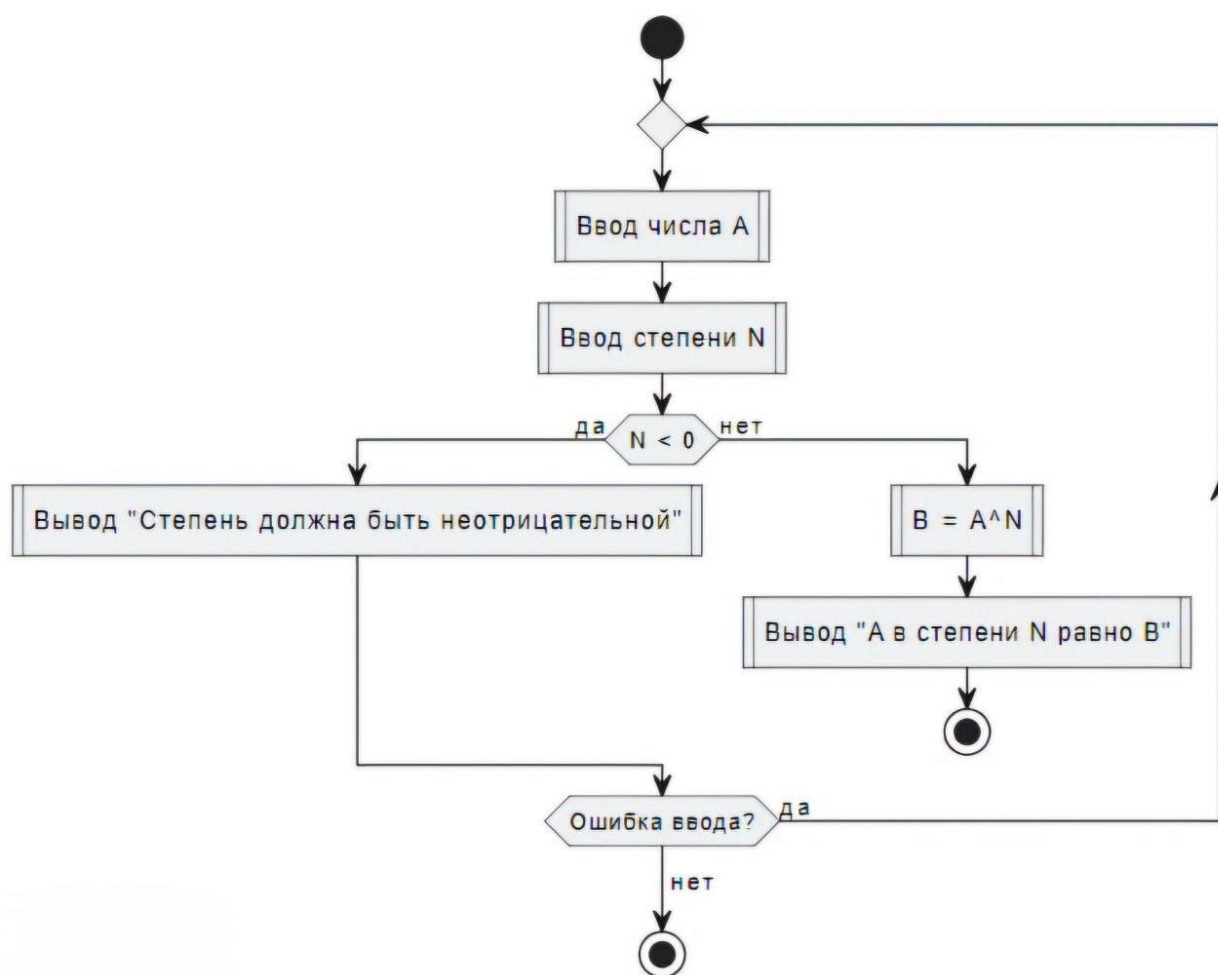 Ввод числа A
Ввод степени N
да
N < 0
нет
Вывод "Степень должна быть неотрицательной"
B = A^N
Вывод "A в степени N равно B"
Ошибка ввода?
да
нет